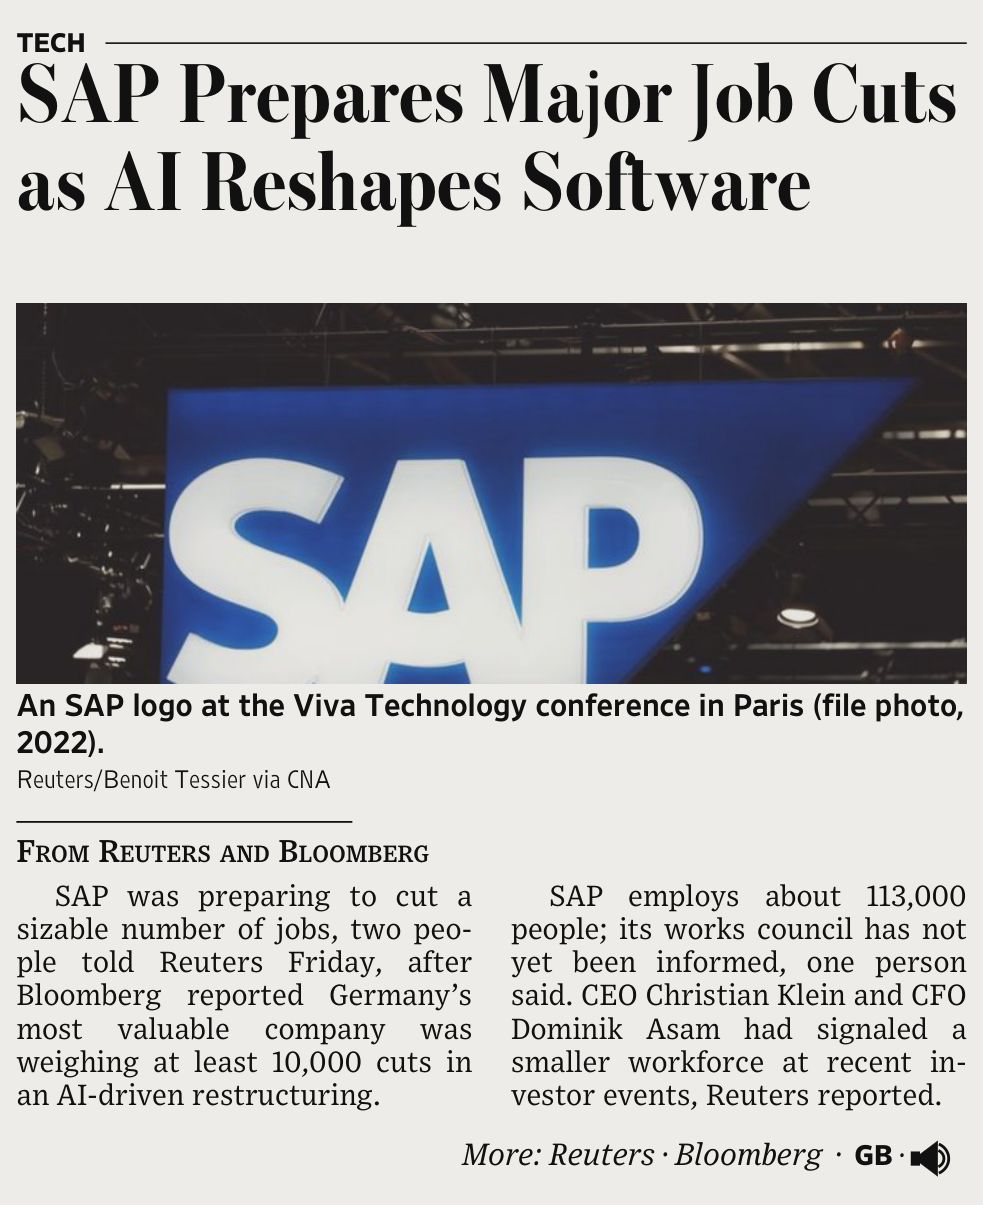 TECH
SAP Prepares Major Job Cuts
as AI Reshapes Software
SAP
An SAP logo at the Viva Technology conference in Paris (file photo,
2022).
Reuters/Benoit Tessier via CNA
FROM REUTERS AND BLOOMBERG
SAP was preparing to cut a
sizable number of jobs, two peo-
ple told Reuters Friday, after
Bloomberg reported Germany’s
most valuable company was
weighing at least 10,000 cuts in
an AI-driven restructuring.
SAP employs about 113,000
people; its works council has not
yet been informed, one person
said. CEO Christian Klein and CFO
Dominik Asam had signaled a
smaller workforce at recent in-
vestor events, Reuters reported.
More: Reuters · Bloomberg · GB ·